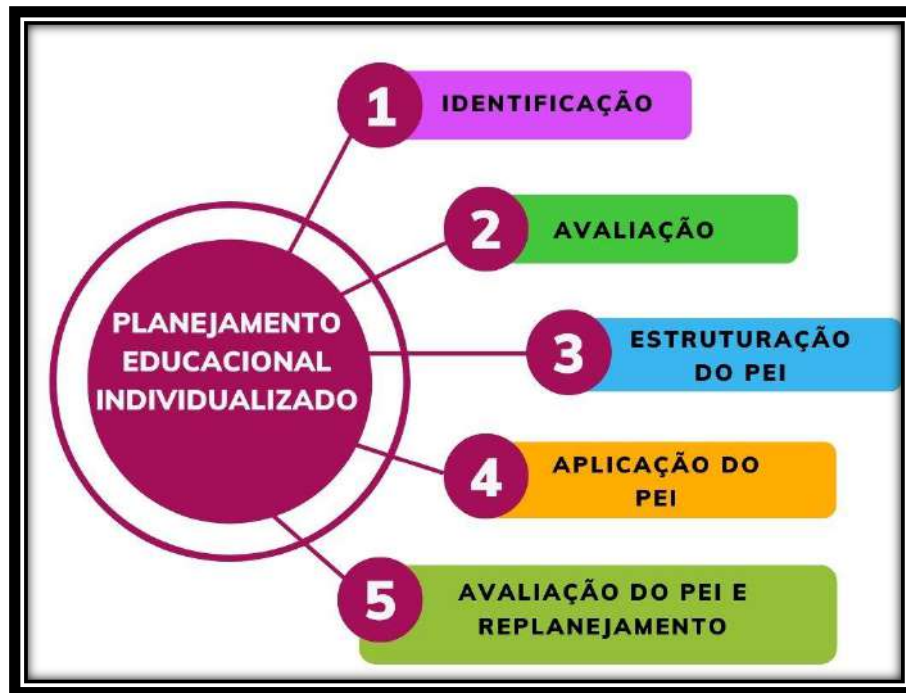 PLANEJAMENTO
EDUCACIONAL
INDIVIDUALIZADO
1
IDENTIFICAÇÃO
2
AVALIAÇÃO
3
ESTRUTURAÇÃO
DO PEI
4
APLICAÇÃO DO
PEI
5
AVALIAÇÃO DO PEI E
REPLANEJAMENTO